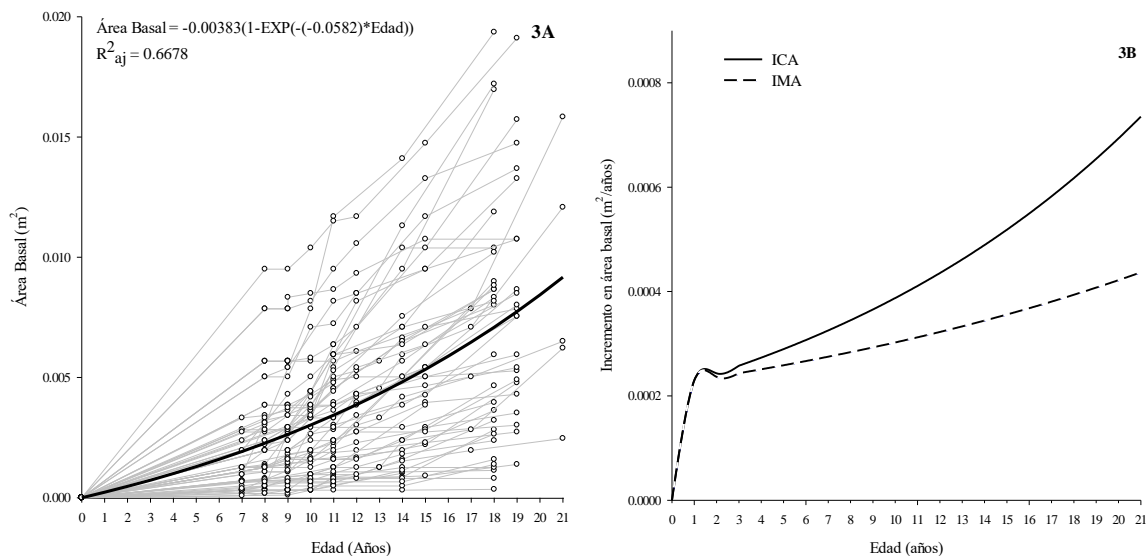 Área Basal = -0.00383(1-EXP(-(-0.0582)*Edad))
R²aj = 0.6678
3A
0.020
0.015
0.010
0.005
0.000
Área Basal (m²)
0 1 2 3 4 5 6 7 8 9 10 11 12 13 14 15 16 17 18 19 20 21
Edad (Años)
3B
ICA
IMA
0.0008
0.0006
0.0004
0.0002
0.0000
Incremento en área basal (m²/años)
0 1 2 3 4 5 6 7 8 9 10 11 12 13 14 15 16 17 18 19 20 21
Edad (años)